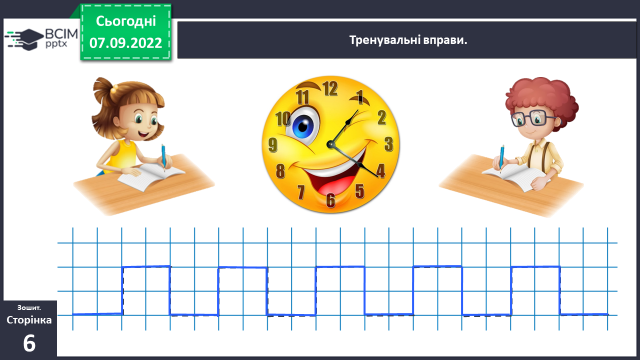 ВСІМ
pptx
Сьогодні
07.09.2022
Тренувальні вправи.
12
11
1
10
2
9
3
8
4
7
5
6
Зошит.
Сторінка
6